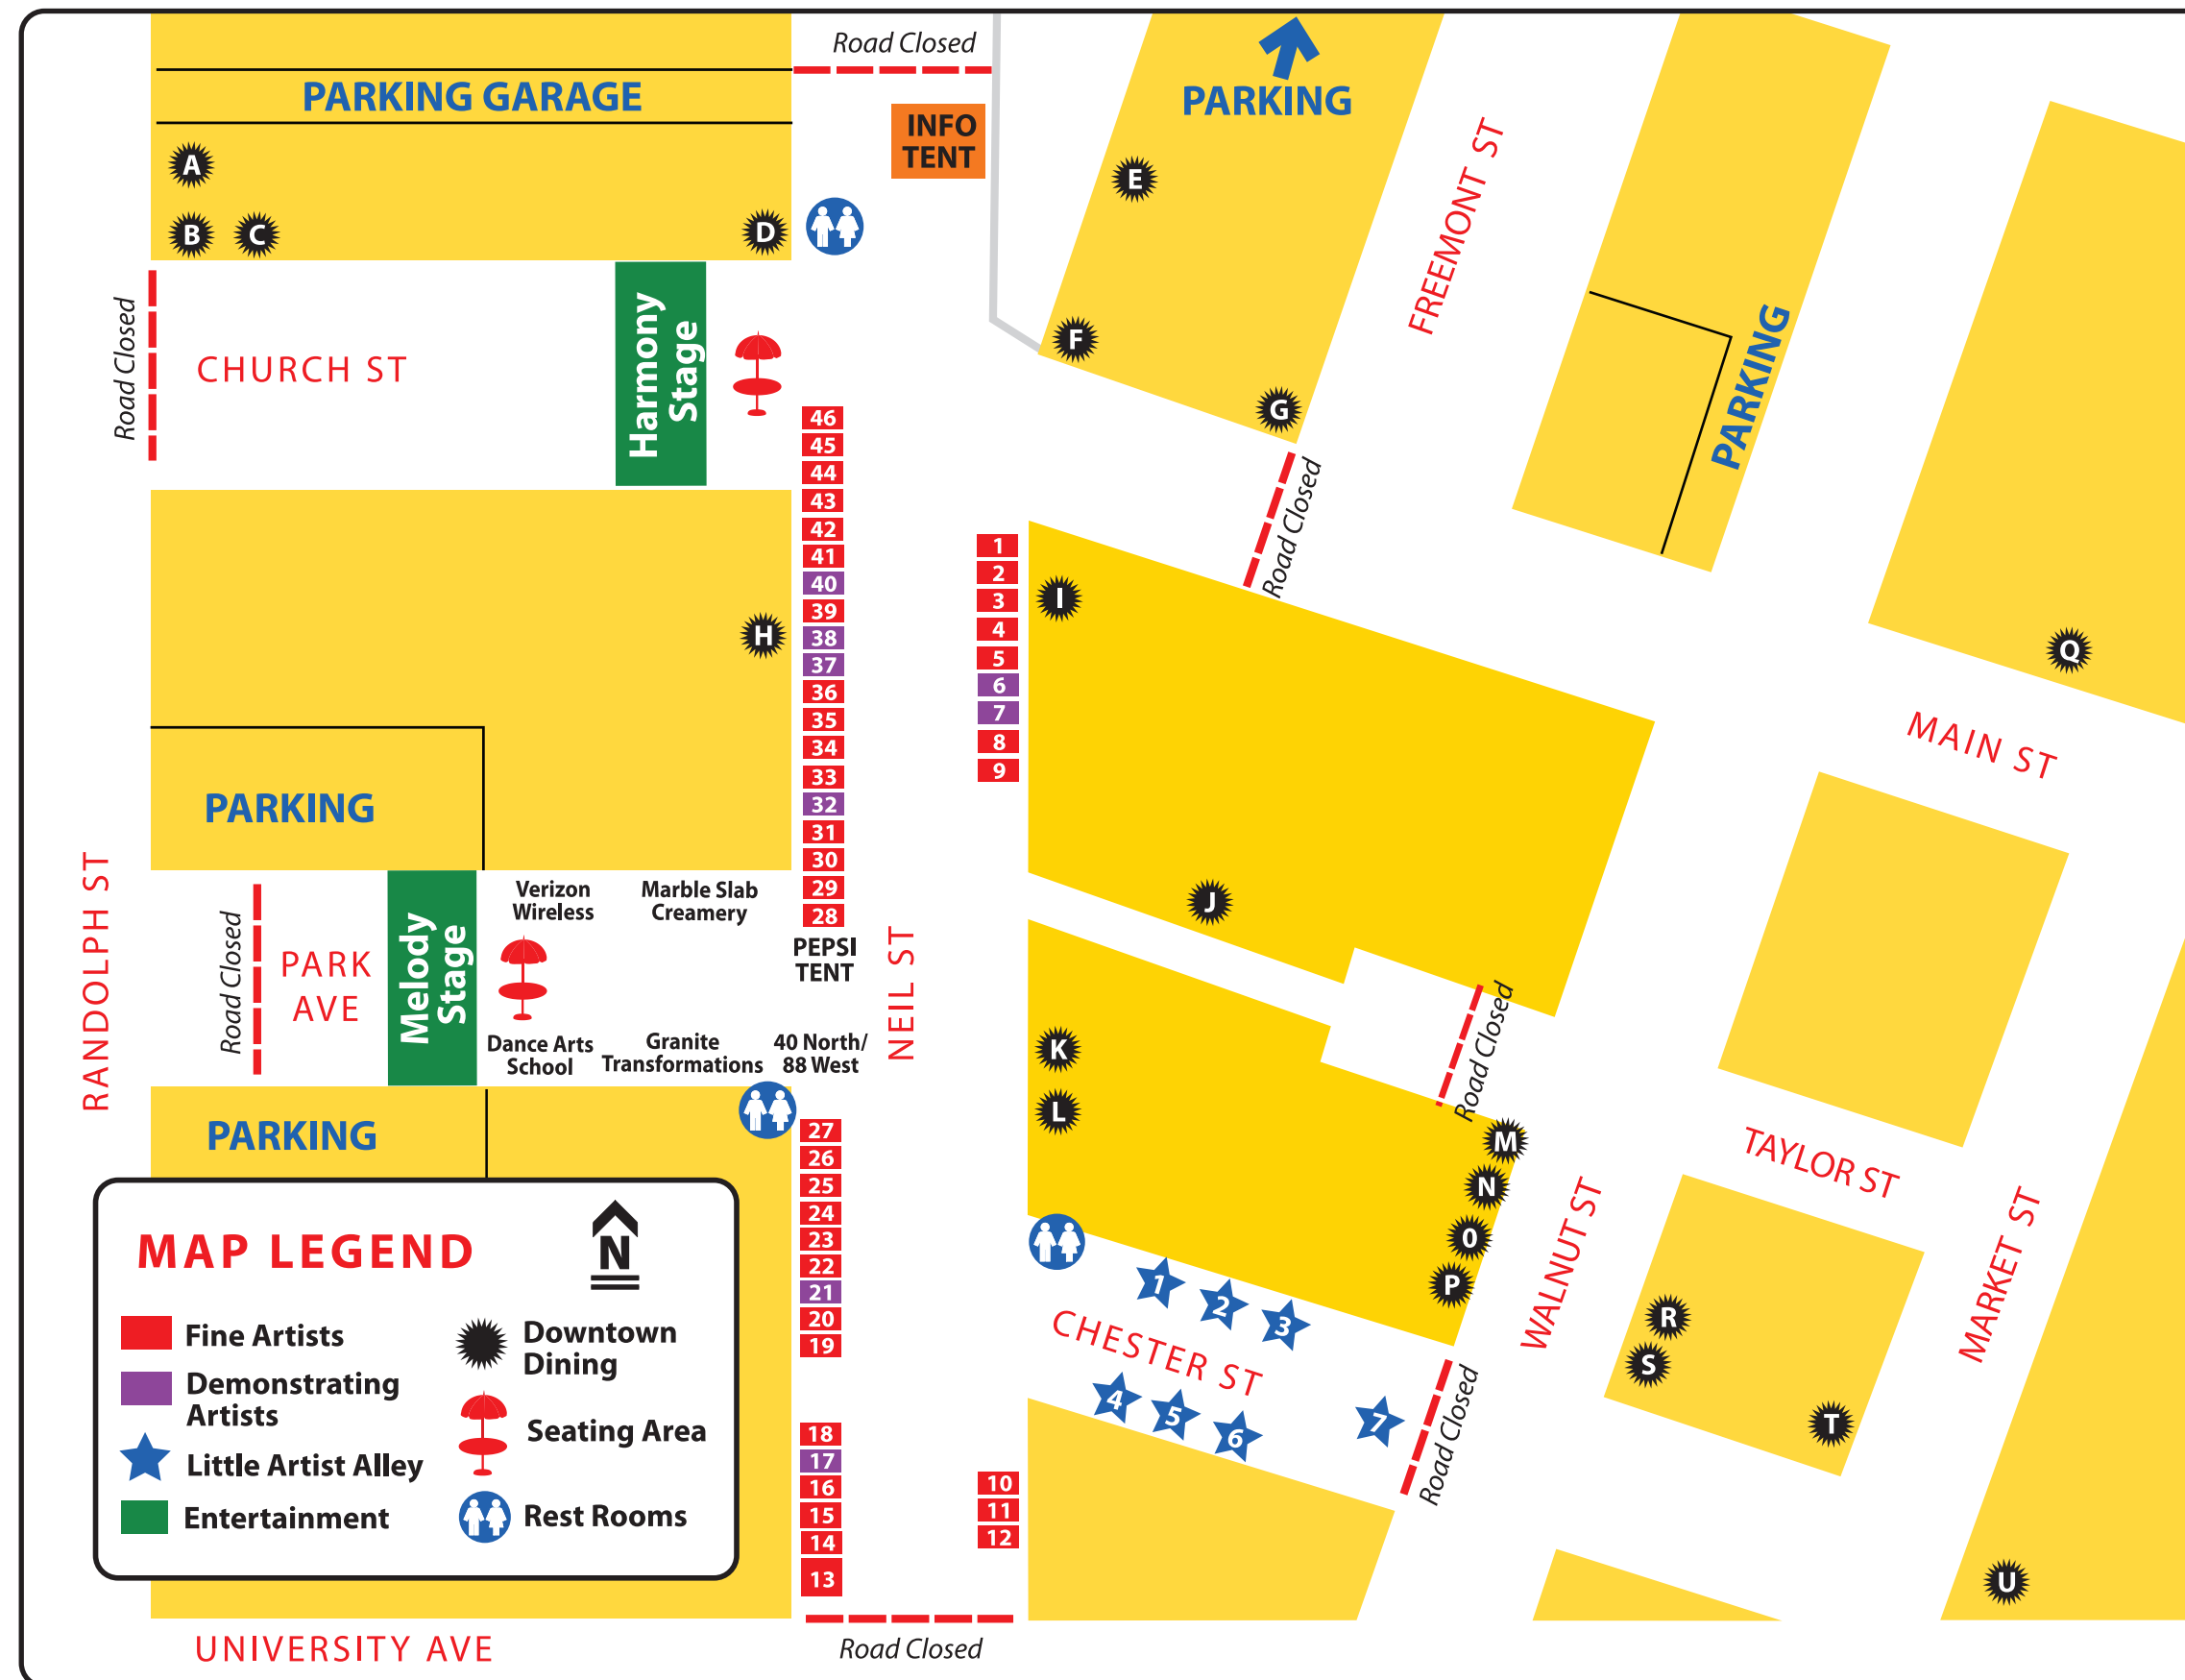 Road Closed
PARKING GARAGE
INFO
TENT
PARKING
A
B
C
D
E
F
G
FREEMONT ST
PARKING
Road Closed
CHURCH ST
Harmony
Stage
Road Closed
46
45
44
43
42
41
40
39
38
37
36
35
34
33
32
31
30
29
28
1
2
3
4
5
6
7
8
9
H
I
J
Q
MAIN ST
PARKING
RANDOLPH ST
Road Closed
PARK
AVE
Melody
Stage
Verizon
Wireless
Marble Slab
Creamery
PEPSI
TENT
NEIL ST
Dance Arts
School
Granite
Transformations
40 North/
88 West
K
L
Road Closed
M
N
O
P
TAYLOR ST
WALNUT ST
MARKET ST
PARKING
27
26
25
24
23
22
21
20
19
1
2
3
CHESTER ST
4
5
6
7
Road Closed
R
S
T
U
18
17
16
15
14
13
10
11
12
MAP LEGEND
N
Fine Artists
Demonstrating
Artists
Little Artist Alley
Entertainment
Downtown
Dining
Seating Area
Rest Rooms
UNIVERSITY AVE
Road Closed